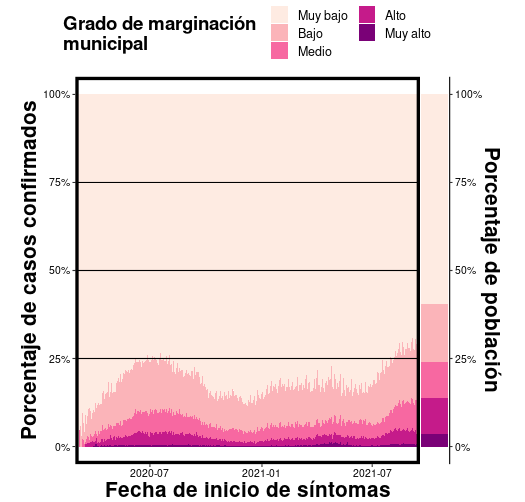 Grado de marginación
municipal
Muy bajo
Bajo
Medio
Alto
Muy alto
Porcentaje de casos confirmados
100%
75%
50%
25%
0%
100%
75%
50%
25%
0%
Porcentaje de población
2020-07
2021-01
2021-07
Fecha de inicio de síntomas